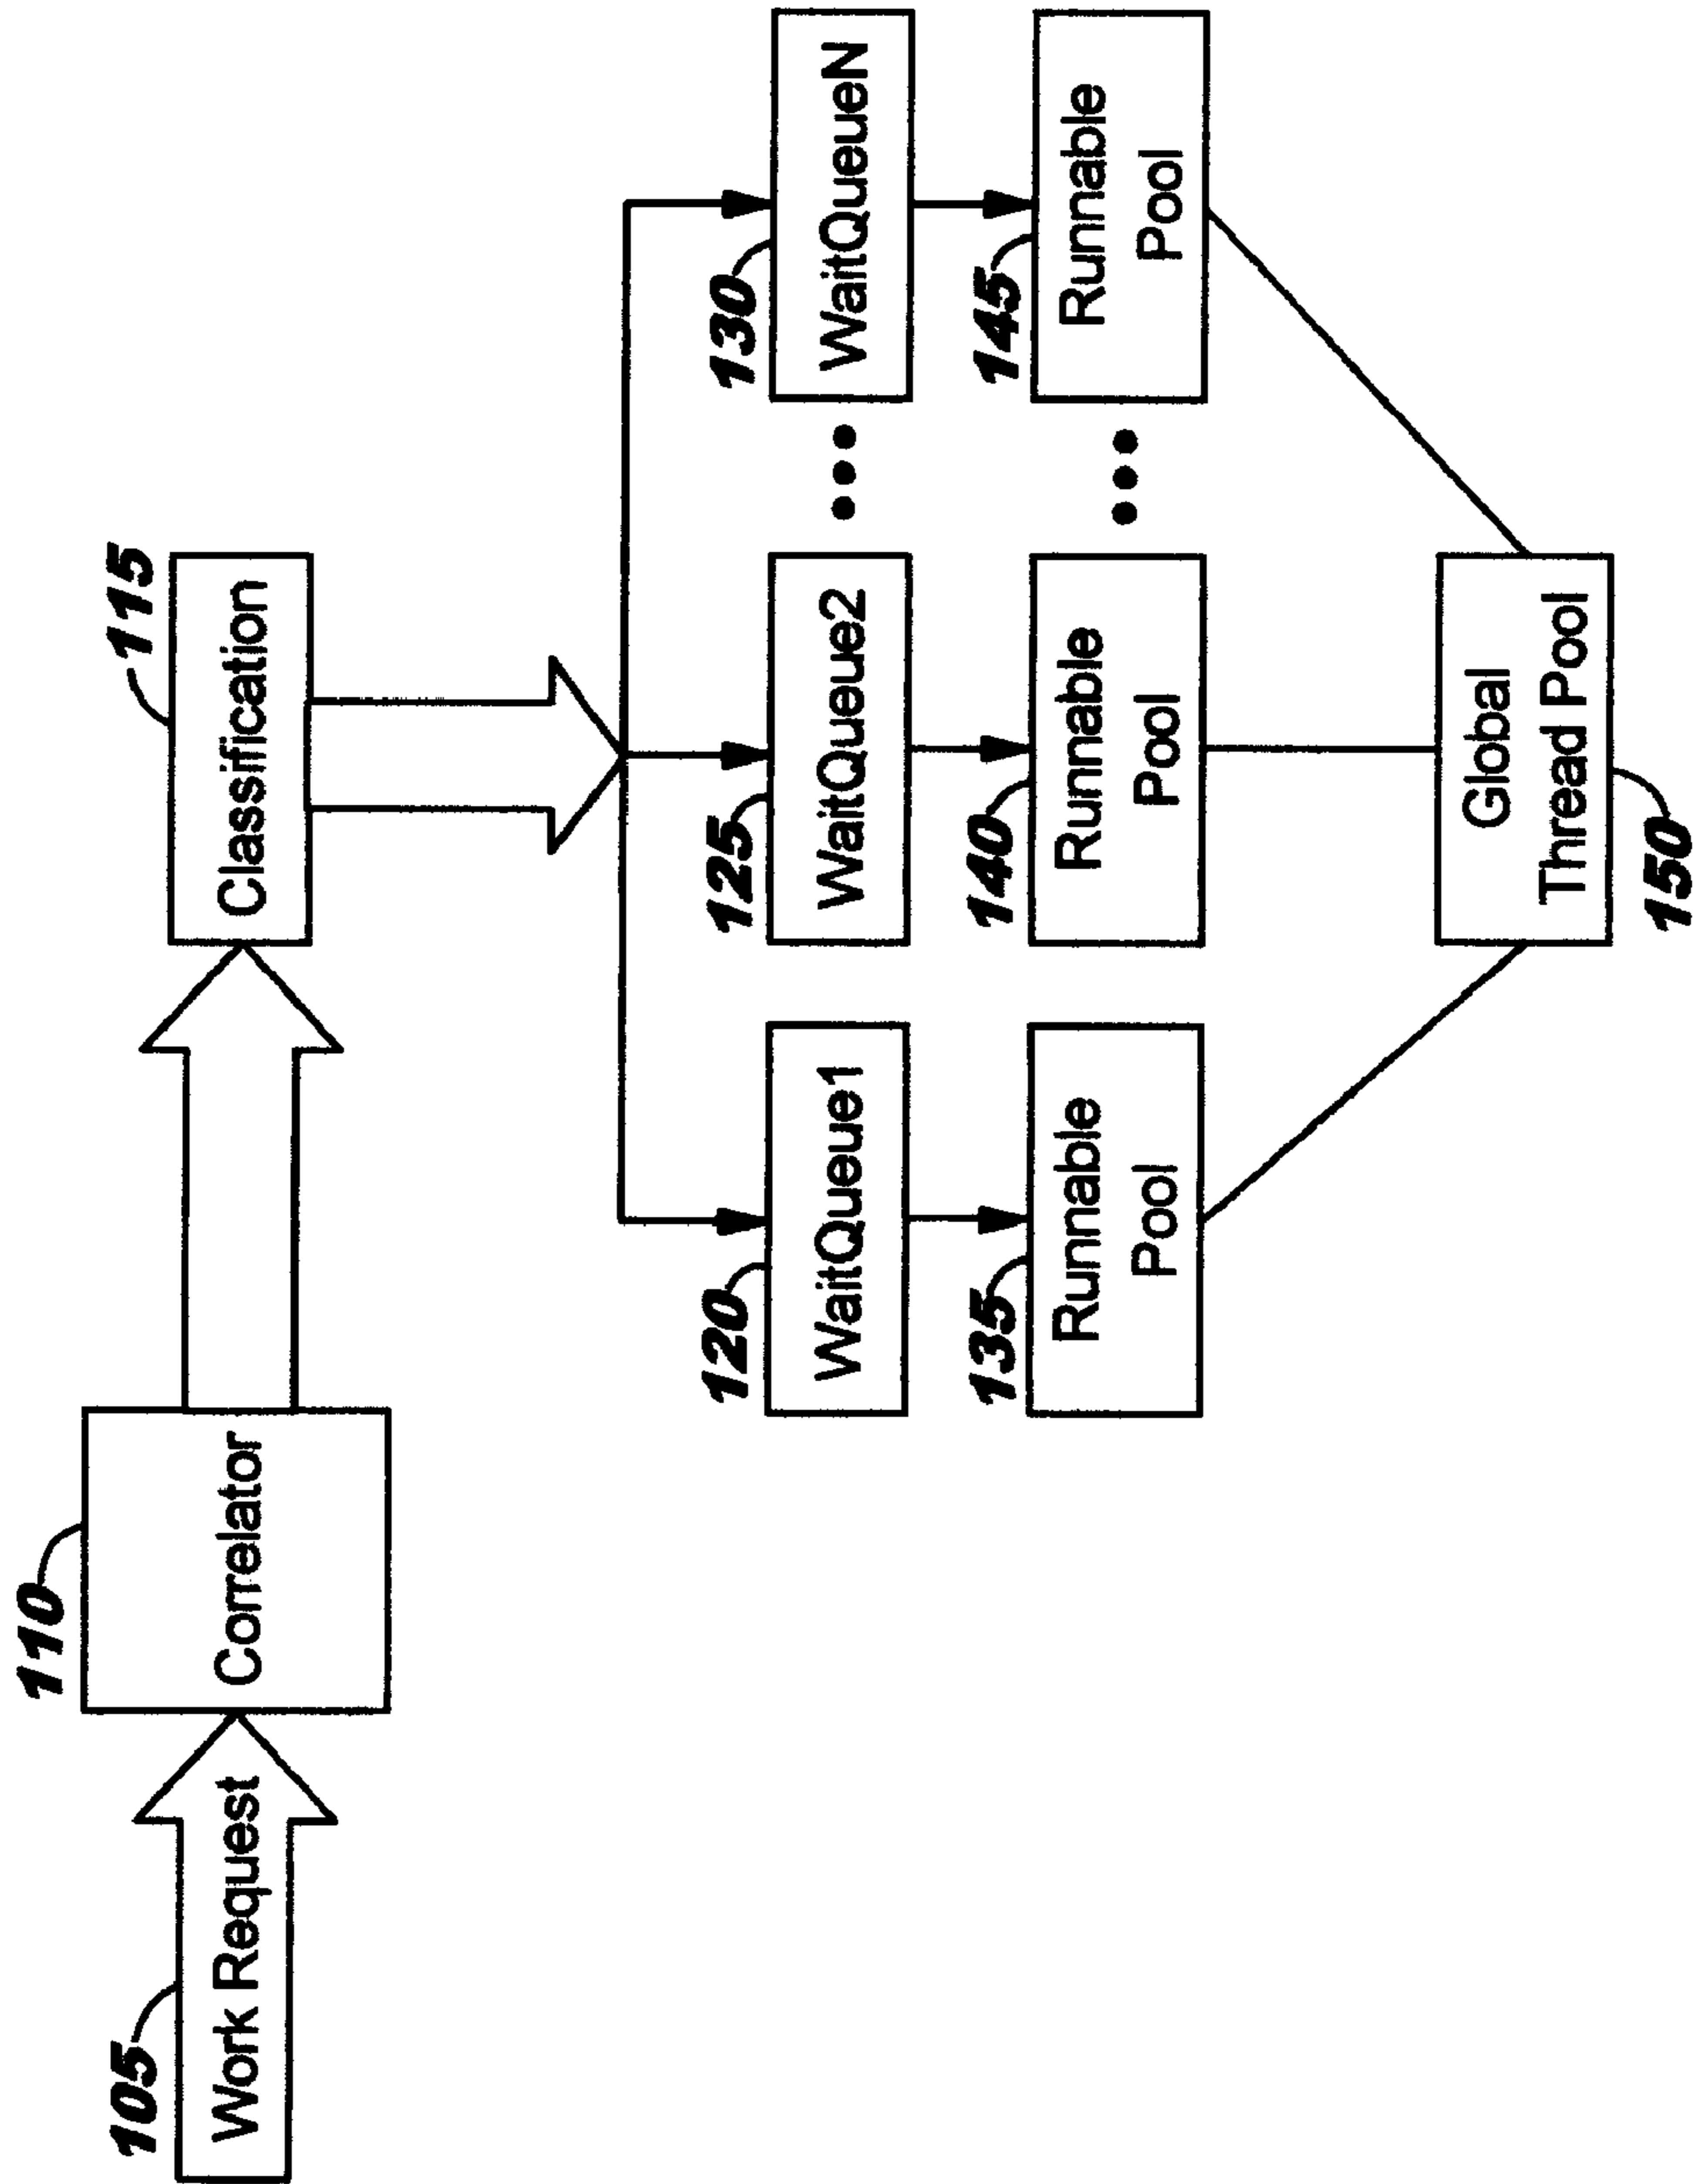 105
Work Request
110
Correlator
115
Classification
120
WaitQueue1
125
WaitQueue2
130
WaitQueueN
135
Runnable
Pool
140
Runnable
Pool
145
Runnable
Pool
Global
Thread Pool
150